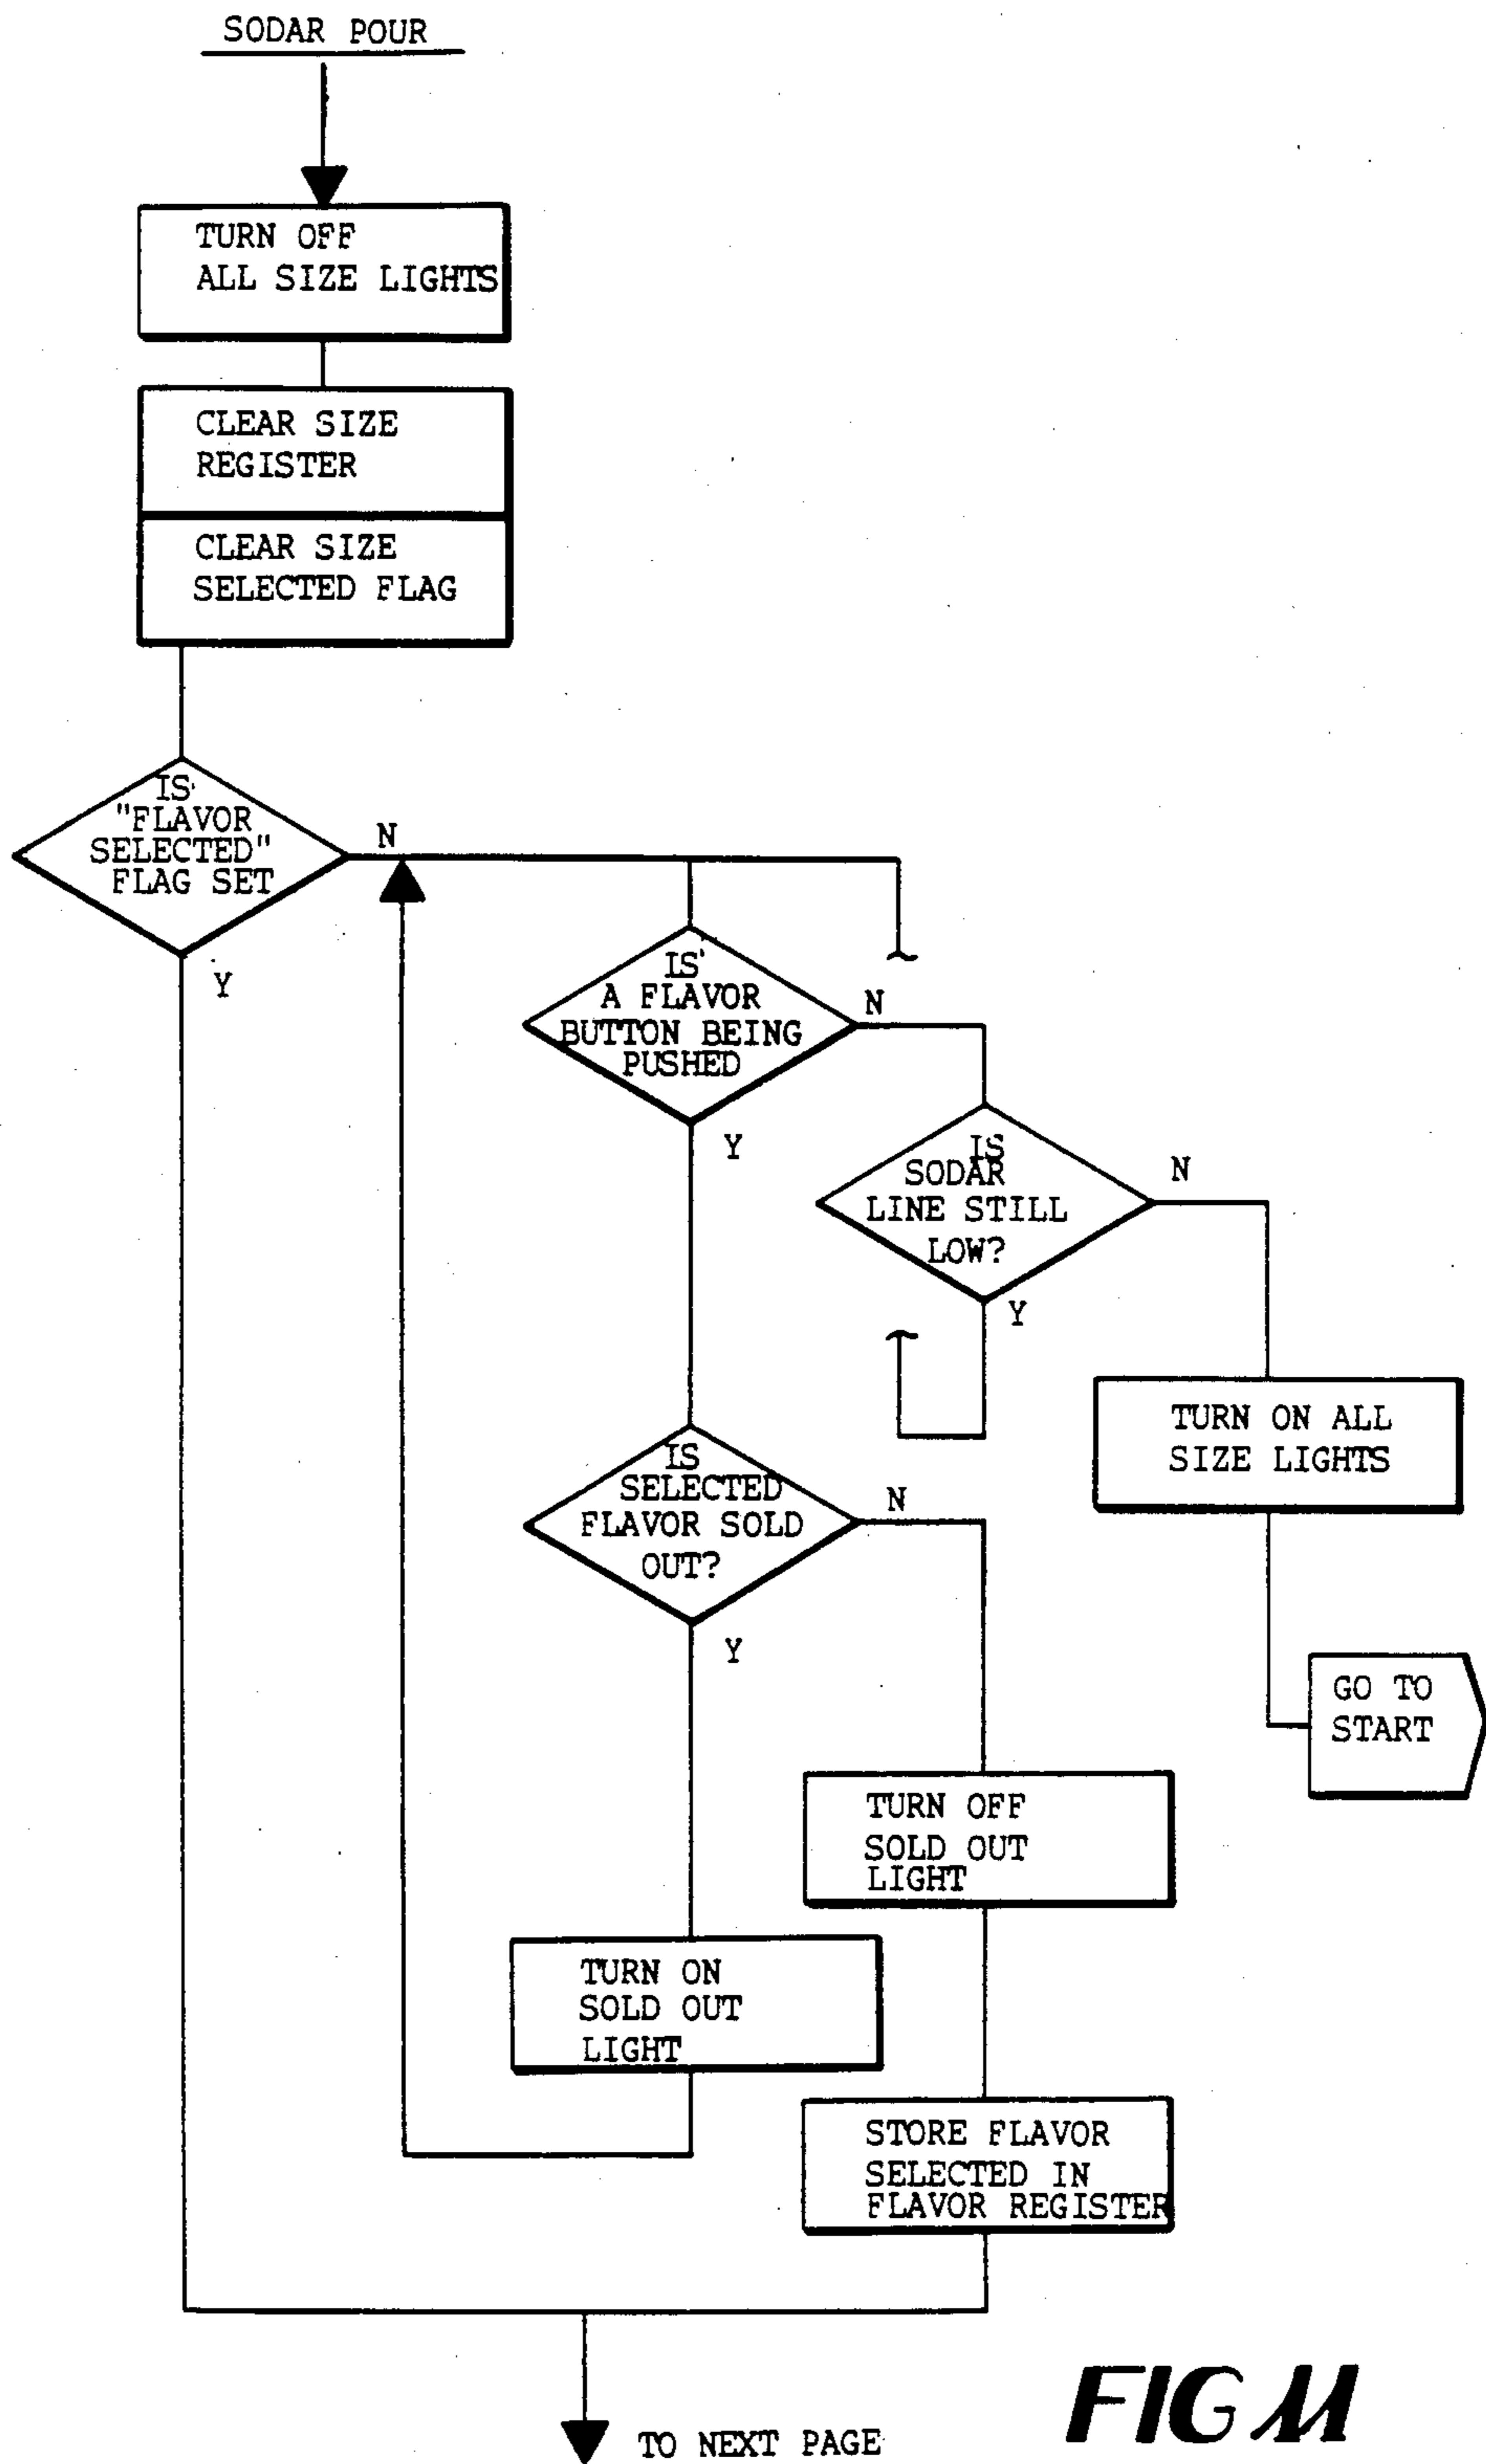 SODAR POUR
TURN OFF
ALL SIZE LIGHTS
CLEAR SIZE
REGISTER
CLEAR SIZE
SELECTED FLAG
IS
"FLAVOR
SELECTED"
FLAG SET
N
Y
IS
A FLAVOR
BUTTON BEING
PUSHED
N
Y
IS
SODAR
LINE STILL
LOW?
N
Y
TURN ON ALL
SIZE LIGHTS
GO TO
START
IS
SELECTED
FLAVOR SOLD
OUT?
N
Y
TURN OFF
SOLD OUT
LIGHT
TURN ON
SOLD OUT
LIGHT
STORE FLAVOR
SELECTED IN
FLAVOR REGISTER
TO NEXT PAGE
FIG 11